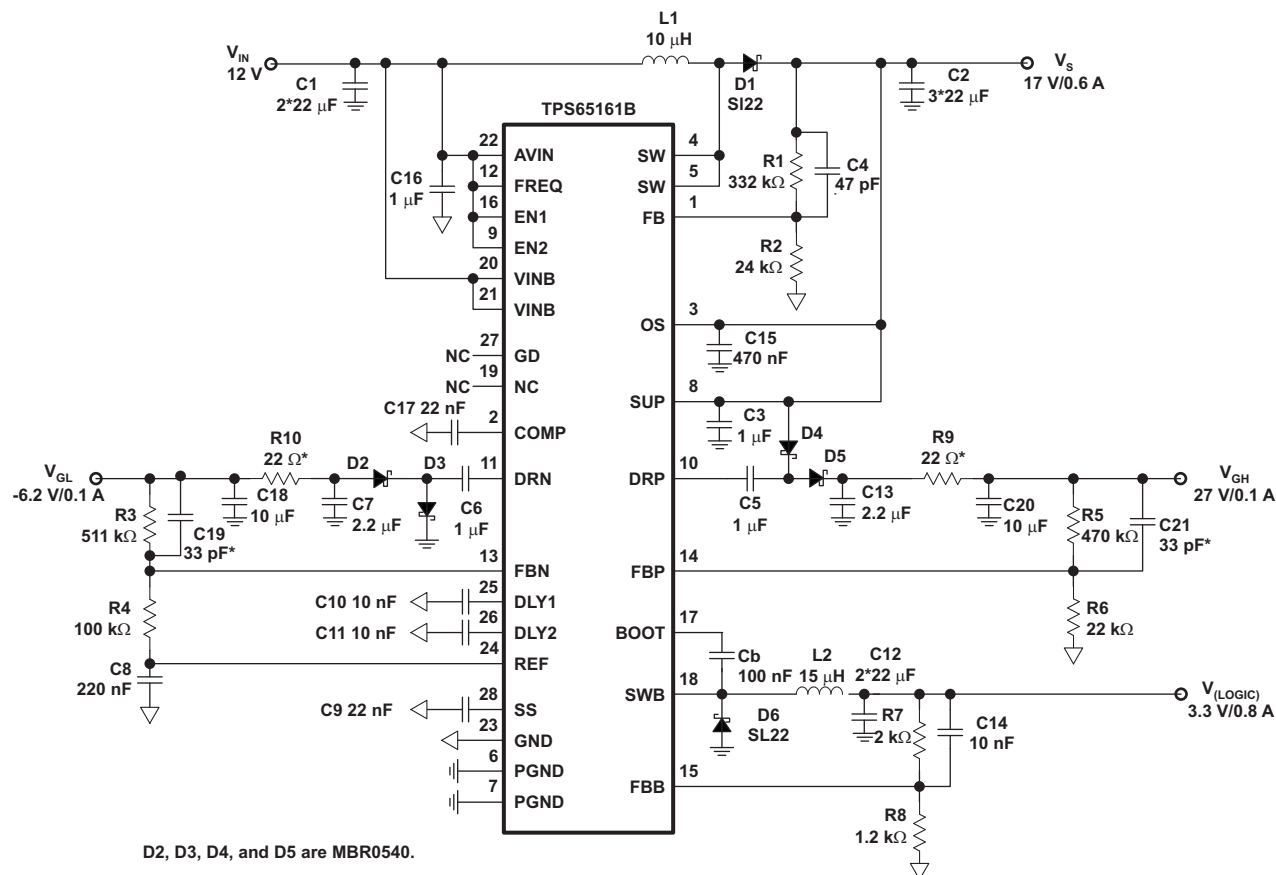 L1
10 μH
V_IN
12 V
C1
2*22 μF
D1
SI22
C2
3*22 μF
V_S
17 V/0.6 A
TPS65161B
22
AVIN
12
FREQ
16
EN1
9
EN2
20
VINB
21
VINB
27
GD
NC
19
NC
NC
2
COMP
11
DRN
13
FBN
25
DLY1
26
DLY2
24
REF
28
SS
23
GND
6
PGND
7
PGND
4
SW
5
SW
1
FB
3
OS
8
SUP
10
DRP
14
FBP
17
BOOT
18
SWB
15
FBB
C16
1 μF
R1
332 kΩ
C4
47 pF
R2
24 kΩ
C15
470 nF
C17 22 nF
C3
1 μF
D4
D5
R9
22 Ω*
V_GH
27 V/0.1 A
C5
1 μF
C13
2.2 μF
C20
10 μF
R5
470 kΩ
C21
33 pF*
R6
22 kΩ
V_GL
-6.2 V/0.1 A
R10
22 Ω*
D2
D3
R3
511 kΩ
C19
33 pF*
C18
10 μF
C7
2.2 μF
C6
1 μF
R4
100 kΩ
C10 10 nF
C11 10 nF
C8
220 nF
C9 22 nF
Cb
100 nF
L2
15 μH
C12
2*22 μF
V_(LOGIC)
3.3 V/0.8 A
D6
SL22
R7
2 kΩ
C14
10 nF
R8
1.2 kΩ
D2, D3, D4, and D5 are MBR0540.